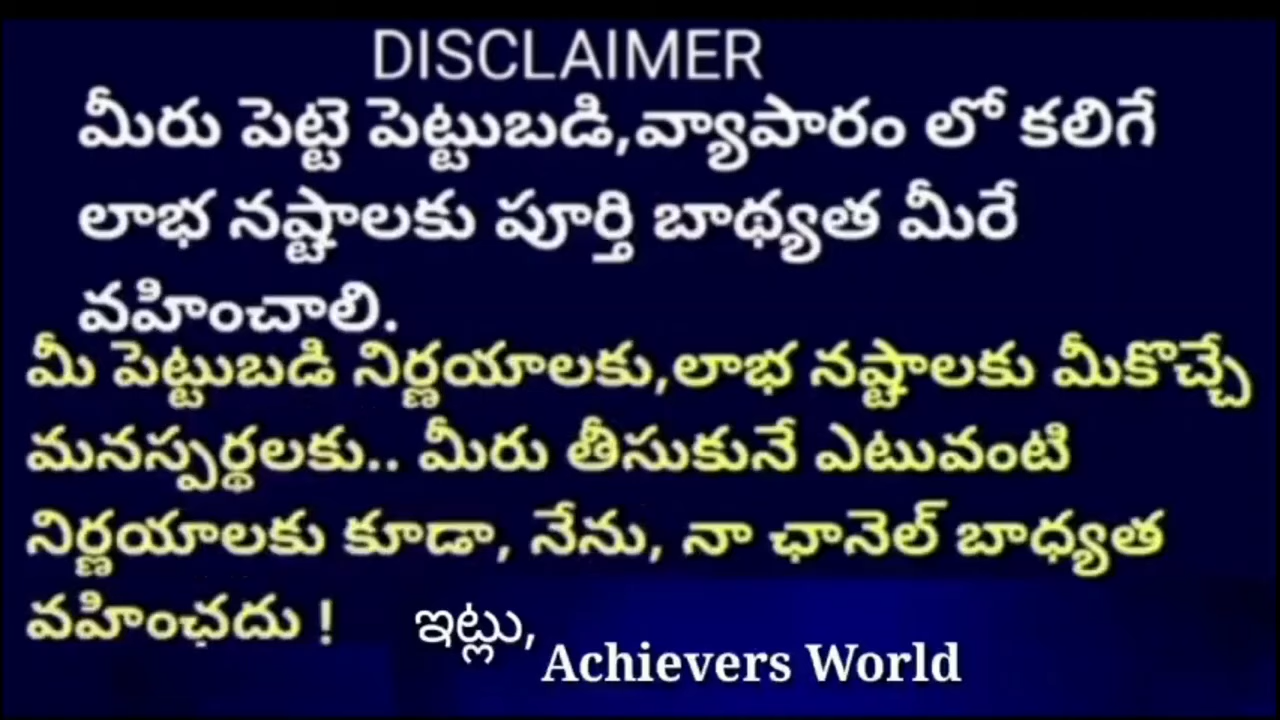 DISCLAIMER
మీరు పెట్టె పెట్టుబడి,వ్యాపారం లో కలిగే
లాభ నష్టాలకు పూర్తి బాథ్యత మీరే
వహించాలి.
మీ పెట్టుబడి నిర్ణయాలకు,లాభ నష్టాలకు మీకొచ్చే
మనస్పర్థలకు.. మీరు తీసుకునే ఎటువంటి
నిర్ణయాలకు కూడా, నేను, నా ఛానెల్ బాధ్యత
వహించదు !
ఇట్లు,
Achievers World